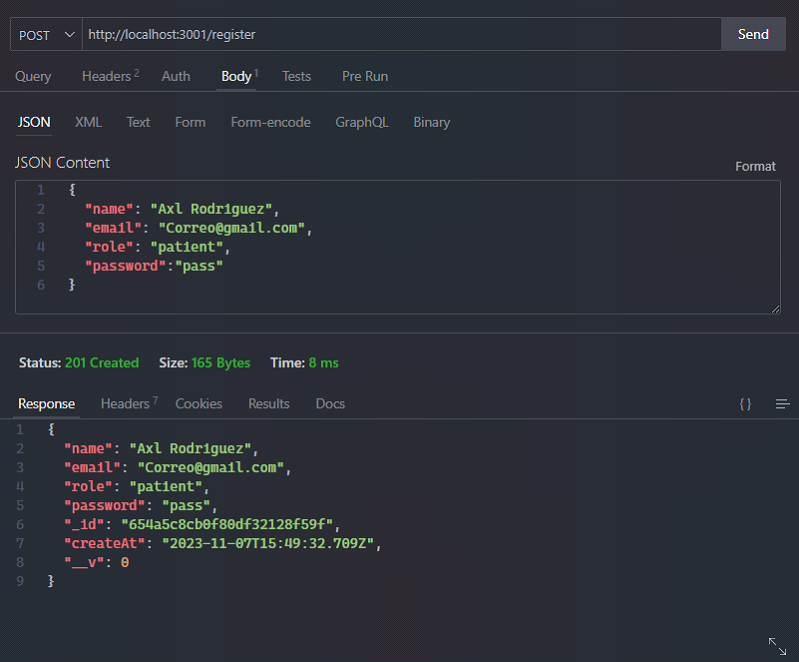 POST http://localhost:3001/register Send
Query Headers 2 Auth Body 1 Tests Pre Run
JSON XML Text Form Form-encode GraphQL Binary
JSON Content
Format
1 {
2 "name": "Axl Rodriguez",
3 "email": "Correo@gmail.com",
4 "role": "patient",
5 "password":"pass"
6 }
Status: 201 Created Size: 165 Bytes Time: 8 ms
Response Headers 7 Cookies Results Docs { }
1 {
2 "name": "Axl Rodriguez",
3 "email": "Correo@gmail.com",
4 "role": "patient",
5 "password": "pass",
6 "_id": "654a5c8cb0f80df32128f59f",
7 "createAt": "2023-11-07T15:49:32.709Z",
8 "__v": 0
9 }